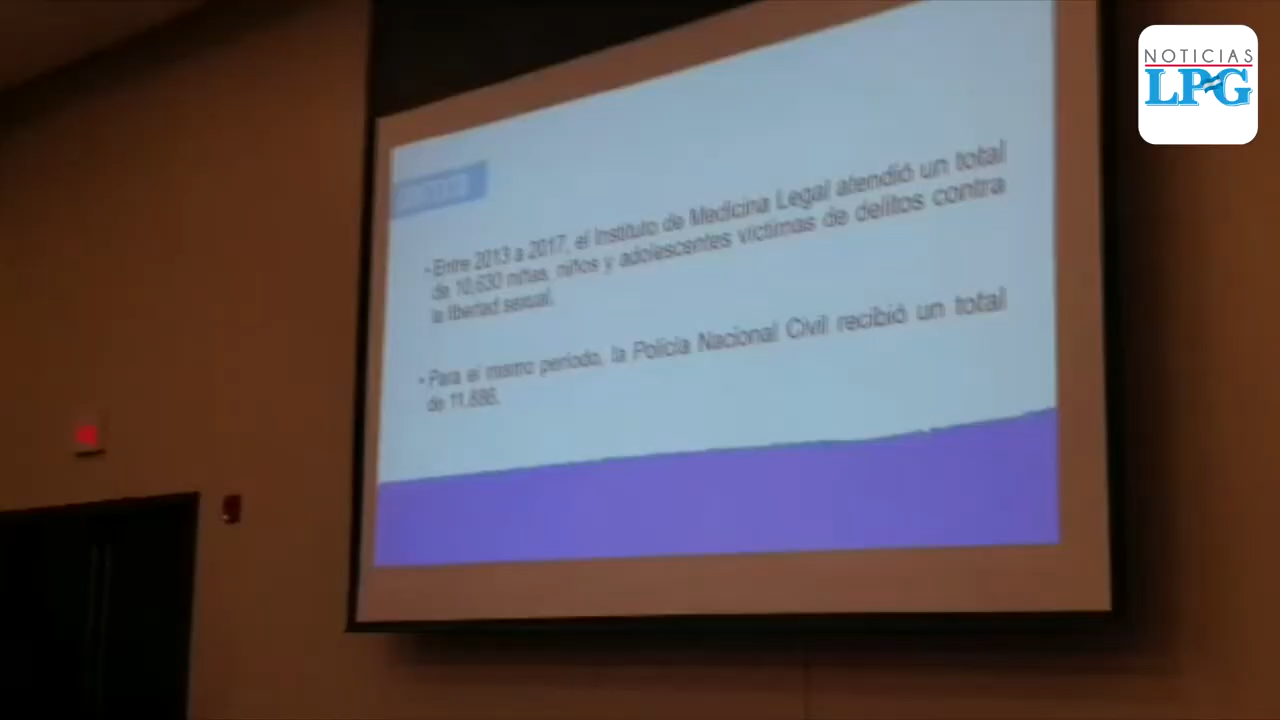 NOTICIAS
LPG
• Entre 2013 a 2017, el Instituto de Medicina Legal atendió un total
de 10,630 niñas, niños y adolescentes víctimas de delitos contra
la libertad sexual.
• Para el mismo período, la Policía Nacional Civil recibió un total
de 11,886.